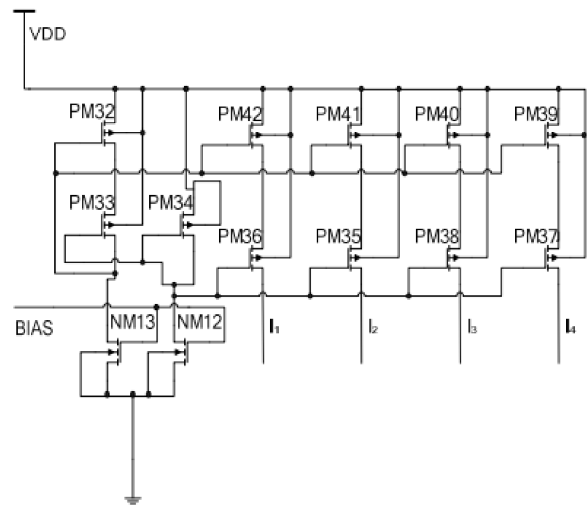 VDD
PM32
PM42
PM41
PM40
PM39
PM33
PM34
PM36
PM35
PM38
PM37
BIAS
NM13
NM12
I₁
I₂
I₃
I₄